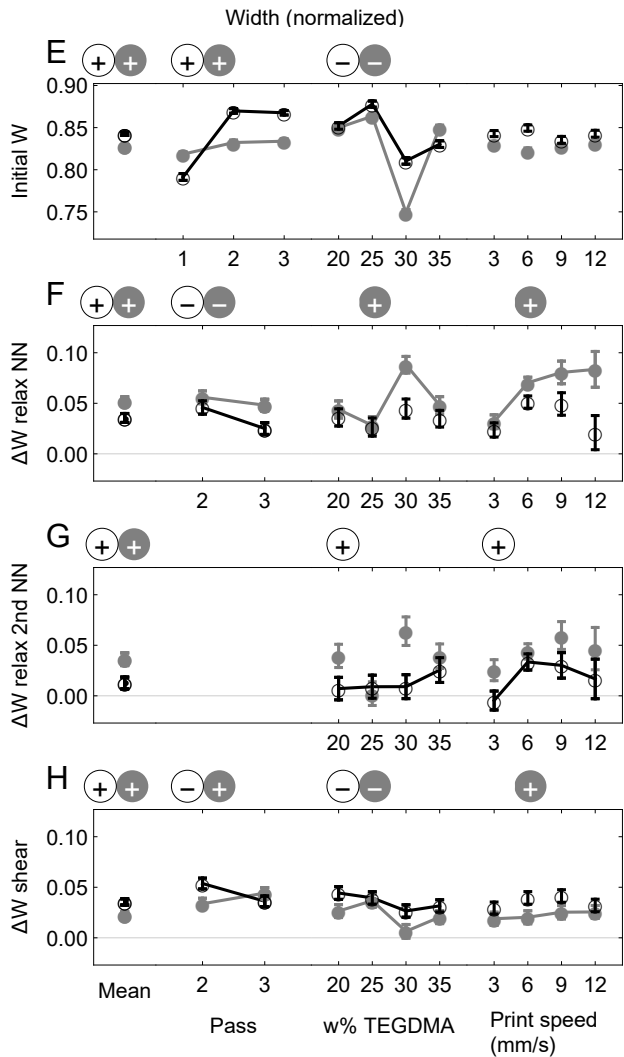 Width (normalized)
E
+ + + + − −
Initial W
0.90
0.85
0.80
0.75
1 2 3 20 25 30 35 3 6 9 12
F
+ + − − + +
ΔW relax NN
0.10
0.05
0.00
2 3 20 25 30 35 3 6 9 12
G
+ + + +
ΔW relax 2nd NN
0.10
0.05
0.00
20 25 30 35 3 6 9 12
H
+ + − + − − +
ΔW shear
0.10
0.05
0.00
Mean 2 3 20 25 30 35 3 6 9 12
Pass w% TEGDMA Print speed
(mm/s)